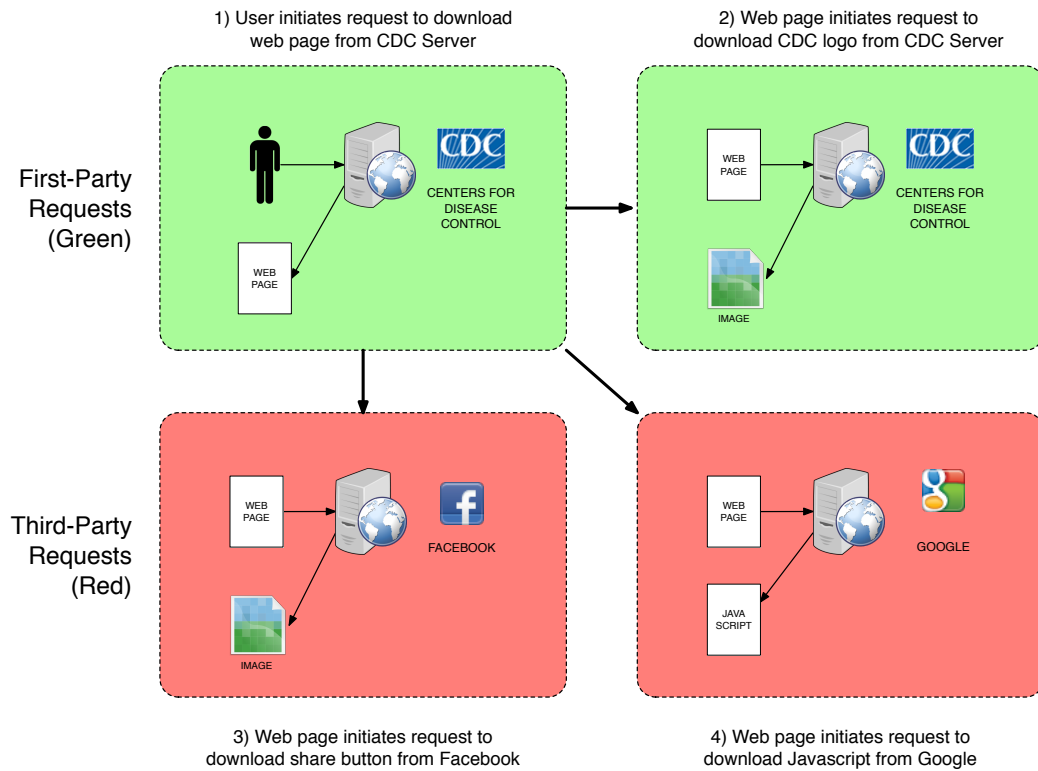 1) User initiates request to download
web page from CDC Server
2) Web page initiates request to
download CDC logo from CDC Server
First-Party
Requests
(Green)
CDC
CENTERS FOR
DISEASE
CONTROL
WEB
PAGE
WEB
PAGE
CDC
CENTERS FOR
DISEASE
CONTROL
IMAGE
Third-Party
Requests
(Red)
WEB
PAGE
f
FACEBOOK
IMAGE
WEB
PAGE
g
GOOGLE
JAVA
SCRIPT
3) Web page initiates request to
download share button from Facebook
4) Web page initiates request to
download Javascript from Google